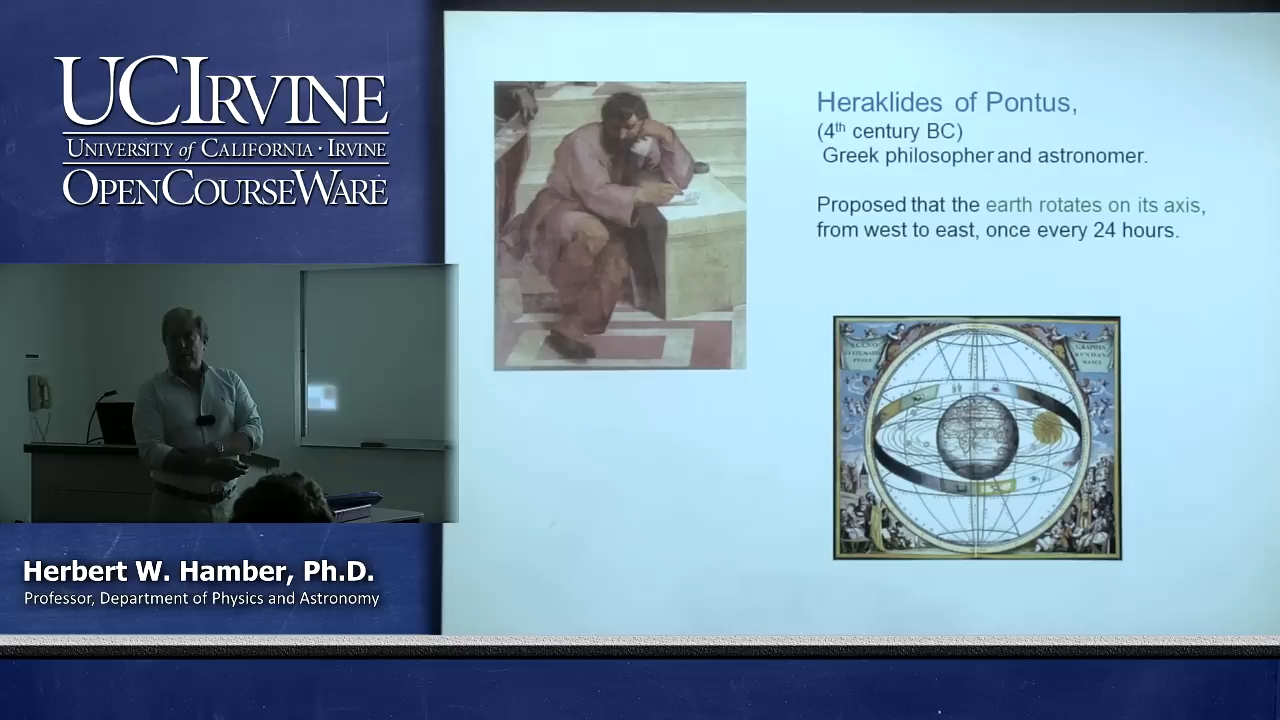 UCIRVINE
UNIVERSITY of CALIFORNIA · IRVINE
OPENCOURSEWARE
Heraklides of Pontus,
(4th century BC)
Greek philosopher and astronomer.
Proposed that the earth rotates on its axis,
from west to east, once every 24 hours.
Herbert W. Hamber, Ph.D.
Professor, Department of Physics and Astronomy